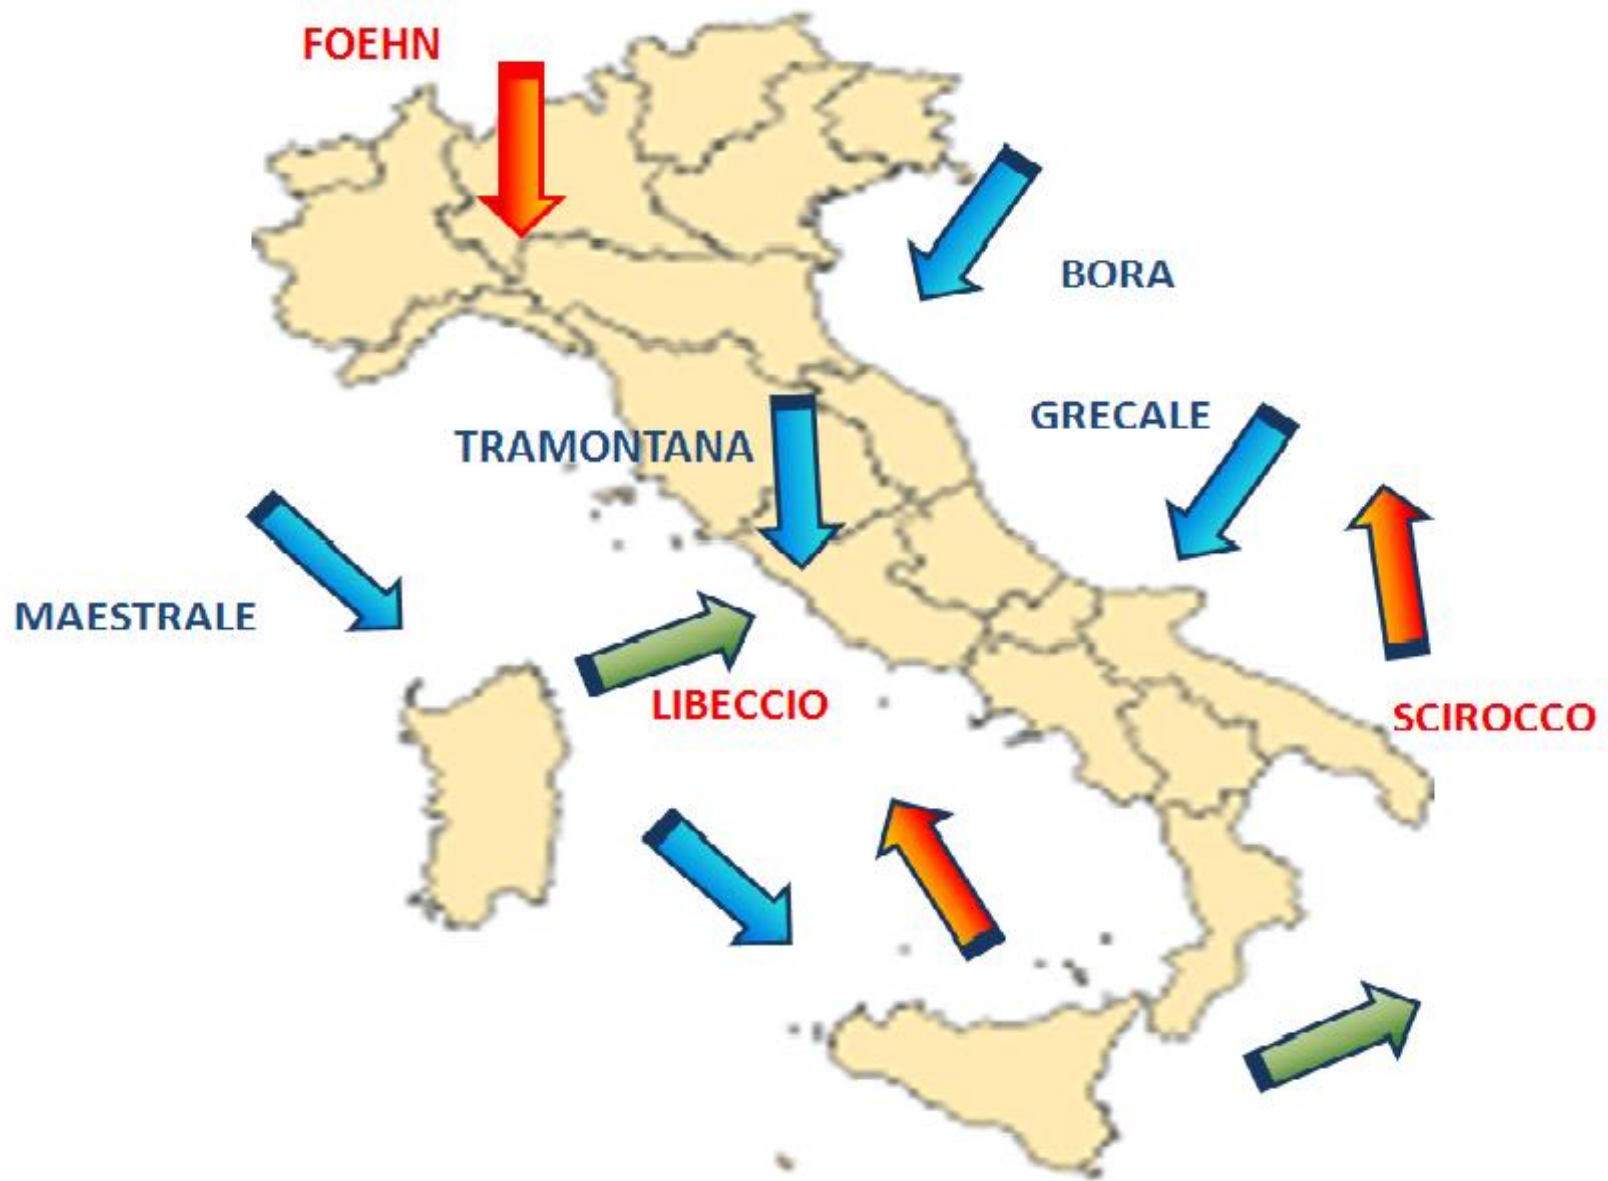 FOEHN
BORA
GRECALE
TRAMONTANA
MAESTRALE
LIBECCIO
SCIROCCO